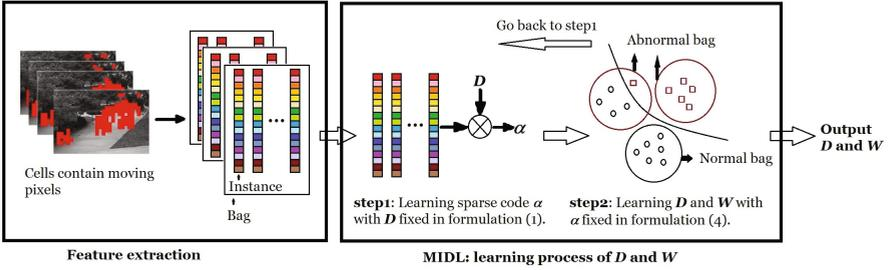 Cells contain moving
pixels
Instance
Bag
...
Feature extraction
Go back to step1
Abnormal bag
D
...
α
Normal bag
step1: Learning sparse code α
with D fixed in formulation (1).
step2: Learning D and W with
α fixed in formulation (4).
MIDL: learning process of D and W
Output
D and W